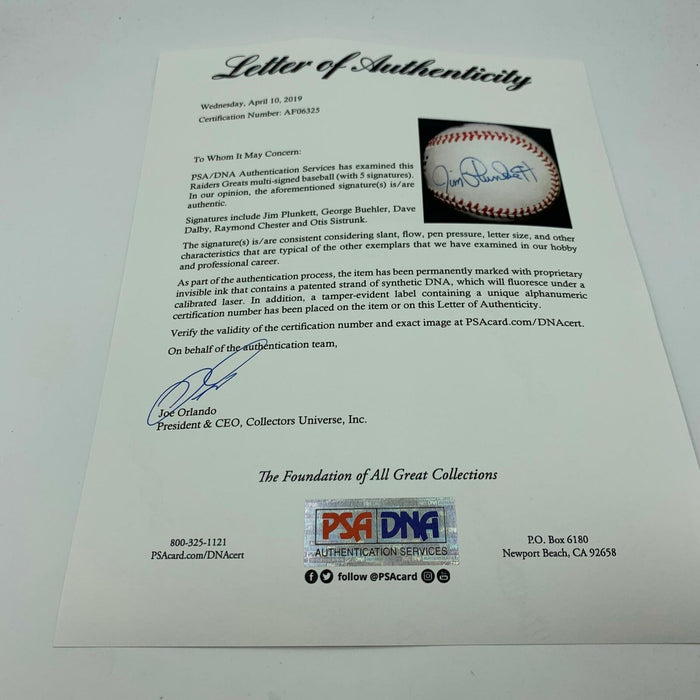 Letter of Authenticity
Wednesday, April 10, 2019
Certification Number: AF06325
To Whom It May Concern:
PSA/DNA Authentication Services has examined this
Raiders Greats multi-signed baseball (with 5 signatures).
In our opinion, the aforementioned signature(s) is/are
authentic.
Signatures include Jim Plunkett, George Buehler, Dave
Dalby, Raymond Chester and Otis Sistrunk.
Jim Plunkett
The signature(s) is/are consistent considering slant, flow, pen pressure, letter size, and other
characteristics that are typical of the other exemplars that we have examined in our hobby
and professional career.
As part of the authentication process, the item has been permanently marked with proprietary
invisible ink that contains a patented strand of synthetic DNA, which will fluoresce under a
calibrated laser. In addition, a tamper-evident label containing a unique alphanumeric
certification number has been placed on the item or on this Letter of Authenticity.
Verify the validity of the certification number and exact image at PSAcard.com/DNAcert.
On behalf of the authentication team,
Joe Orlando
President & CEO, Collectors Universe, Inc.
The Foundation of All Great Collections
800-325-1121
PSAcard.com/DNAcert
PSA DNA
AUTHENTICATION SERVICES
follow @PSAcard
P.O. Box 6180
Newport Beach, CA 92658